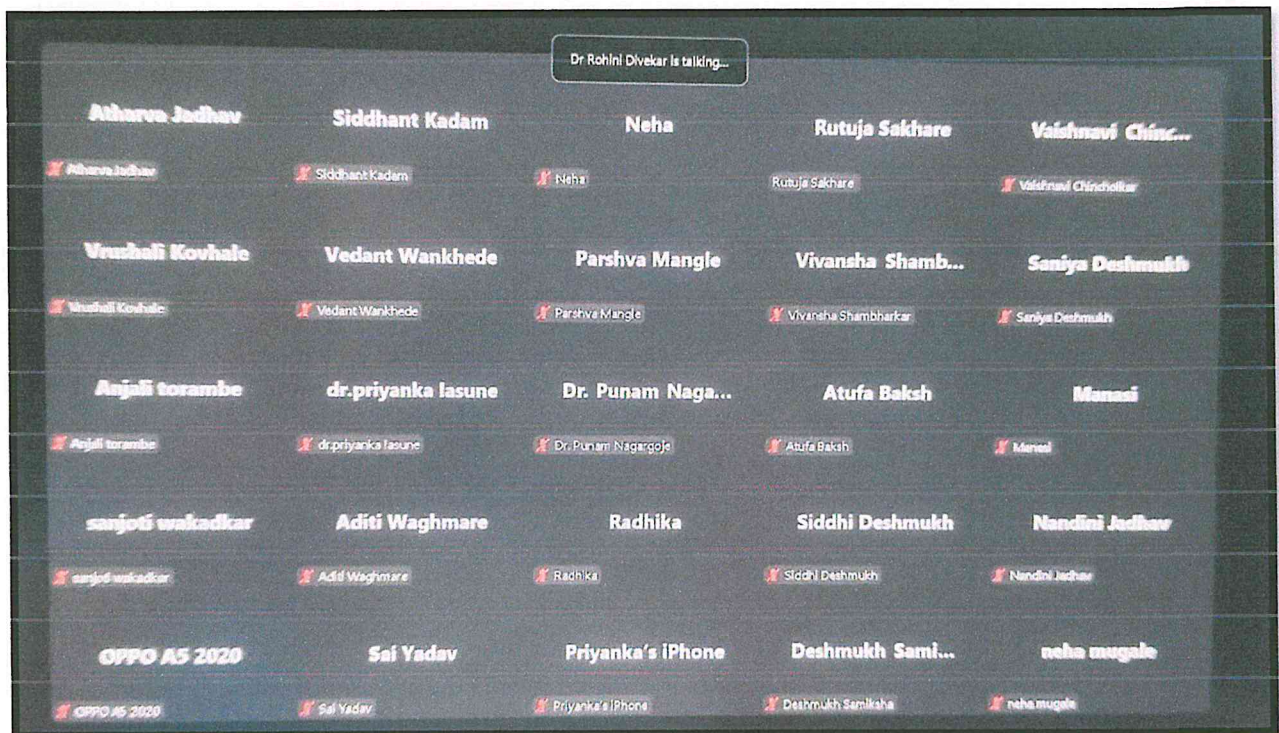 Dr Rohini Divekar is talking...
Atharva Jadhav Siddhant Kadam Neha Rutuja Sakhare Vaishnavi Chinc...
Atharva Jadhav Siddhant Kadam Neha Rutuja Sakhare Vaishnavi Chincholkar
Vrushali Kovhale Vedant Wankhede Parshva Mangle Vivansha Shamb... Saniya Deshmukh
Vrushali Kovhale Vedant Wankhede Parshva Mangle Vivansha Shambharkar Saniya Deshmukh
Anjali torambe dr.priyanka lasune Dr. Punam Naga... Atufa Baksh Manasi
Anjali torambe dr.priyanka lasune Dr. Punam Nagargoje Atufa Baksh Manasi
sanjoti wakadkar Aditi Waghmare Radhika Siddhi Deshmukh Nandini Jadhav
sanjoti wakadkar Aditi Waghmare Radhika Siddhi Deshmukh Nandini Jadhav
OPPO A5 2020 Sai Yadav Priyanka's iPhone Deshmukh Sami... neha mugale
OPPO A5 2020 Sai Yadav Priyanka's iPhone Deshmukh Samiksha neha mugale